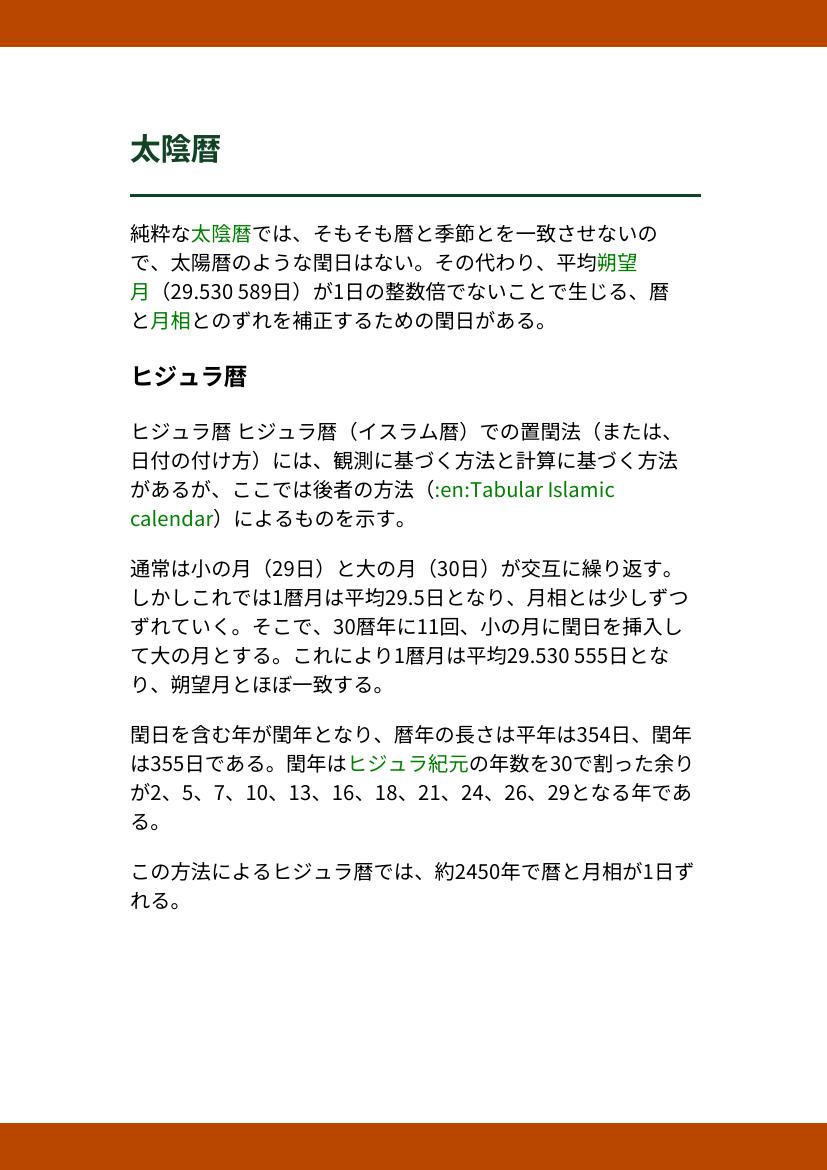 太陰暦
純粋な太陰暦では、そもそも暦と季節とを一致させないの
で、太陽暦のような閏日はない。その代わり、平均朔望
月（29.530 589日）が1日の整数倍でないことで生じる、暦
と月相とのずれを補正するための閏日がある。
ヒジュラ暦
ヒジュラ暦 ヒジュラ暦（イスラム暦）での置閏法（または、
日付の付け方）には、観測に基づく方法と計算に基づく方法
があるが、ここでは後者の方法（:en:Tabular Islamic
calendar）によるものを示す。
通常は小の月（29日）と大の月（30日）が交互に繰り返す。
しかしこれでは1暦月は平均29.5日となり、月相とは少しずつ
ずれていく。そこで、30暦年に11回、小の月に閏日を挿入し
て大の月とする。これにより1暦月は平均29.530 555日とな
り、朔望月とほぼ一致する。
閏日を含む年が閏年となり、暦年の長さは平年は354日、閏年
は355日である。閏年はヒジュラ紀元の年数を30で割った余り
が2、5、7、10、13、16、18、21、24、26、29となる年であ
る。
この方法によるヒジュラ暦では、約2450年で暦と月相が1日ず
れる。